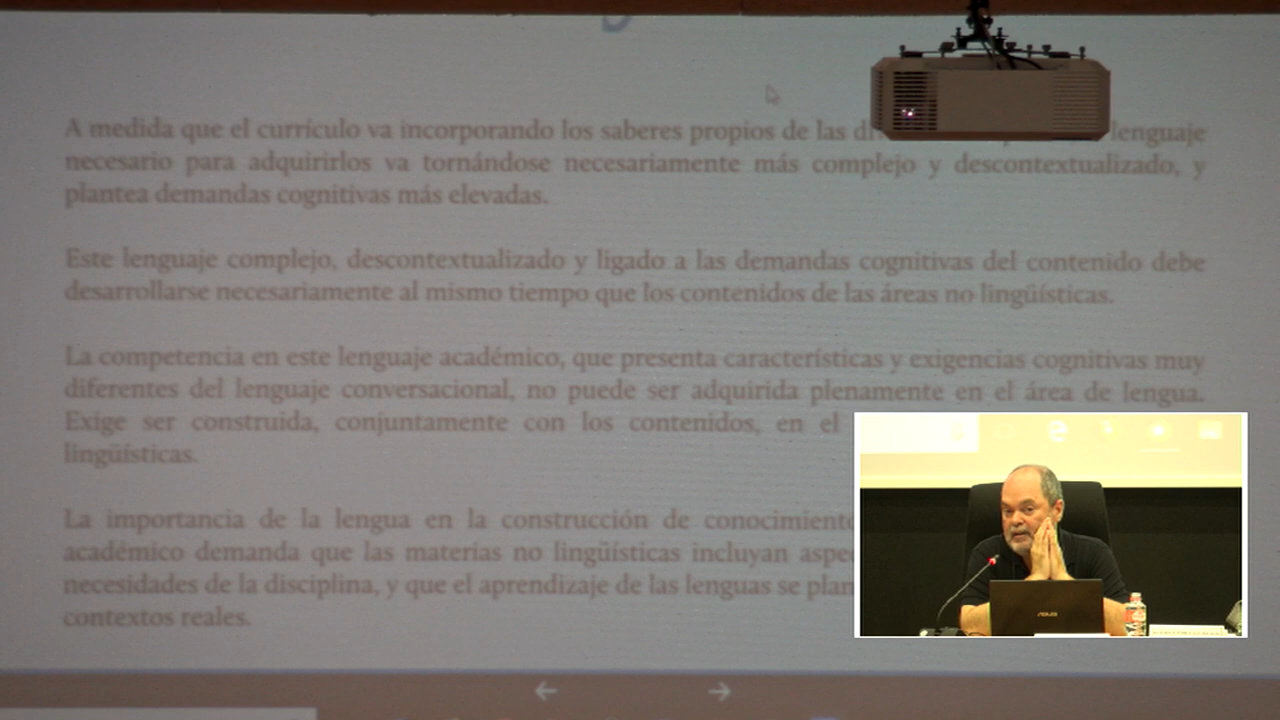 A medida que el currículo va incorporando los saberes propios de las lenguaje
necesario para adquirirlos va tornándose necesariamente más complejo y descontextualizado, y
plantea demandas cognitivas más elevadas.
Este lenguaje complejo, descontextualizado y ligado a las demandas cognitivas del contenido debe
desarrollarse necesariamente al mismo tiempo que los contenidos de las áreas no lingüísticas.
La competencia en este lenguaje académico, que presenta características y exigencias cognitivas muy
diferentes del lenguaje conversacional, no puede ser adquirida plenamente en el área de lengua.
Exige ser construida, conjuntamente con los contenidos, en el
lingüísticas.
La importancia de la lengua en la construcción de conocimiento
académico demanda que las materias no lingüísticas incluyan
necesidades de la disciplina, y que el aprendizaje de las lenguas se
contextos reales.
ASUS